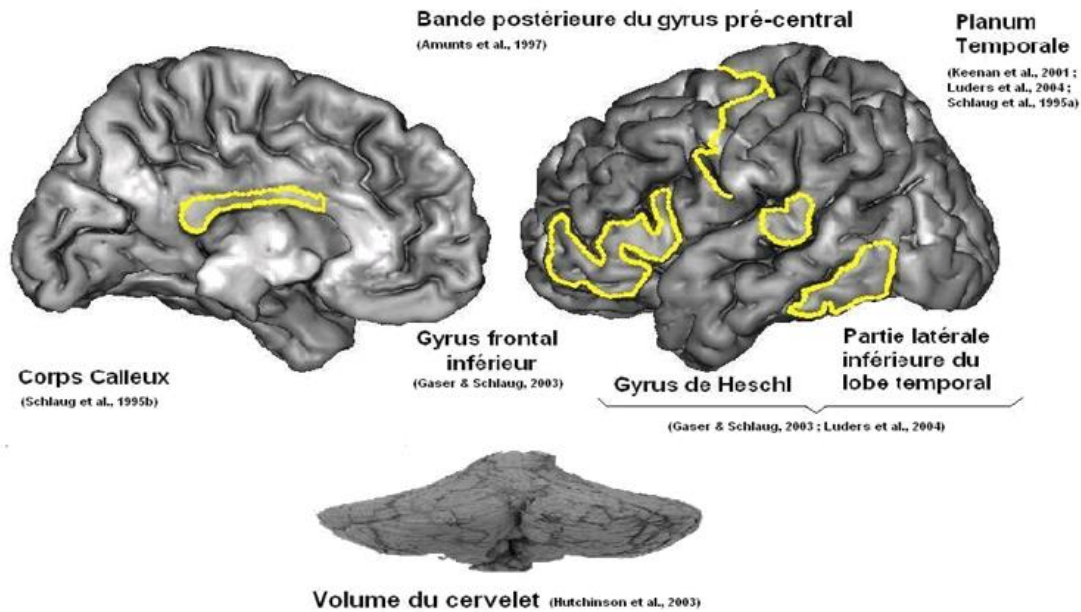 Bande postérieure du gyrus pré-central
(Amunts et al., 1997)
Planum
Temporale
(Keenan et al., 2001 ;
Luders et al., 2004 ;
Schlaug et al., 1995a)
Corps Calleux
(Schlaug et al., 1995b)
Gyrus frontal
inférieur
(Gaser & Schlaug, 2003)
Gyrus de Heschl
Partie latérale
inférieure du
lobe temporal
(Gaser & Schlaug, 2003 ; Luders et al., 2004)
Volume du cervelet (Hutchinson et al., 2003)